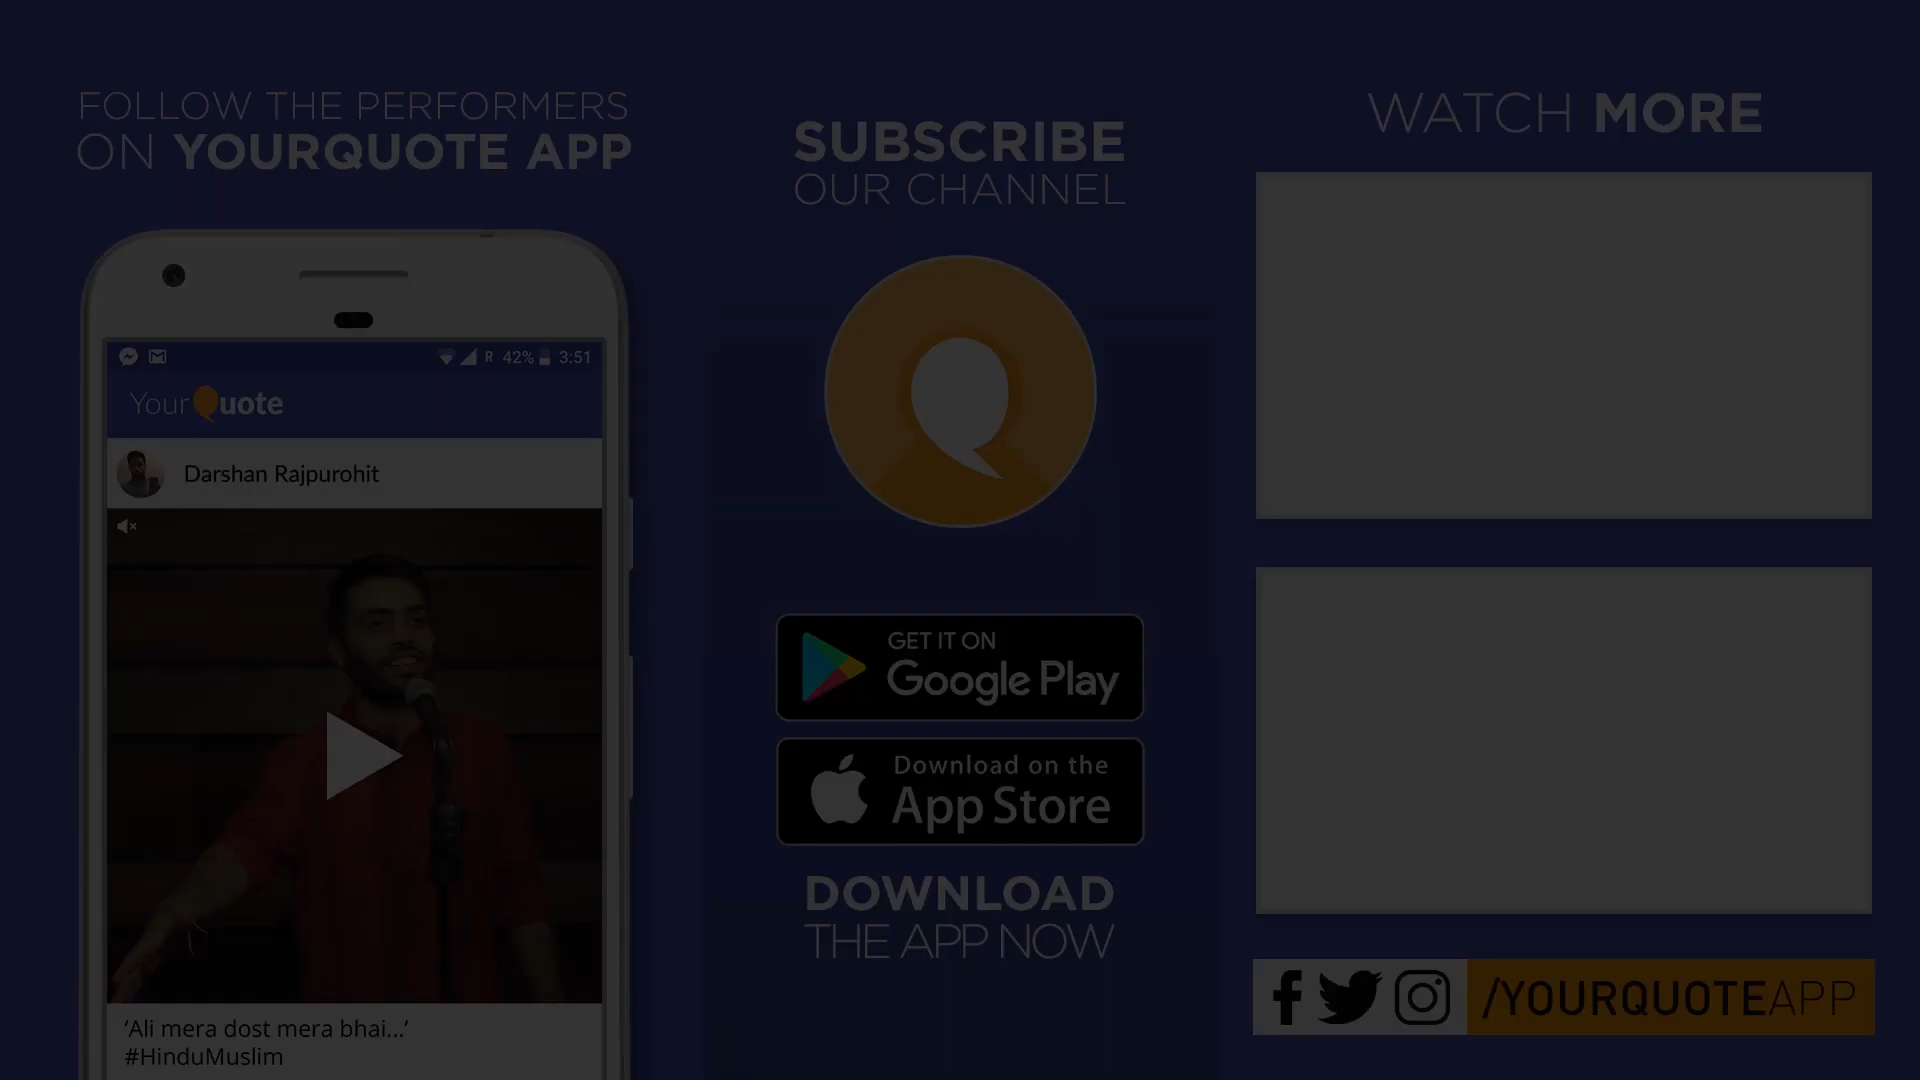 FOLLOW THE PERFORMERS
ON YOURQUOTE APP
R 42% 3:51
YourQuote
Darshan Rajpurohit
'Ali mera dost mera bhai...'
#HinduMuslim
SUBSCRIBE
OUR CHANNEL
GET IT ON
Google Play
Download on the
App Store
DOWNLOAD
THE APP NOW
WATCH MORE
/YOURQUOTEAPP